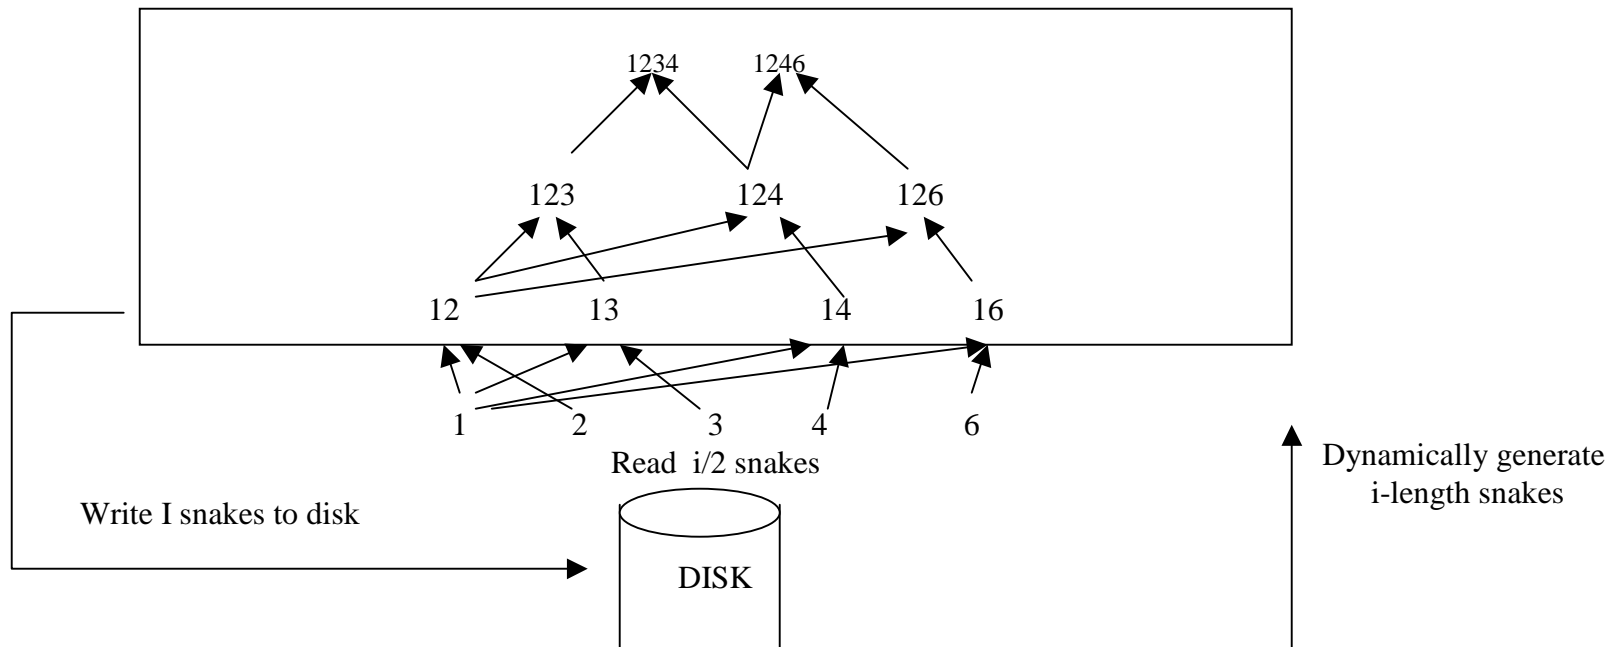 1234 1246
123 124 126
12 13 14 16
1 2 3 4 6
Read i/2 snakes
Dynamically generate
i-length snakes
Write I snakes to disk
DISK